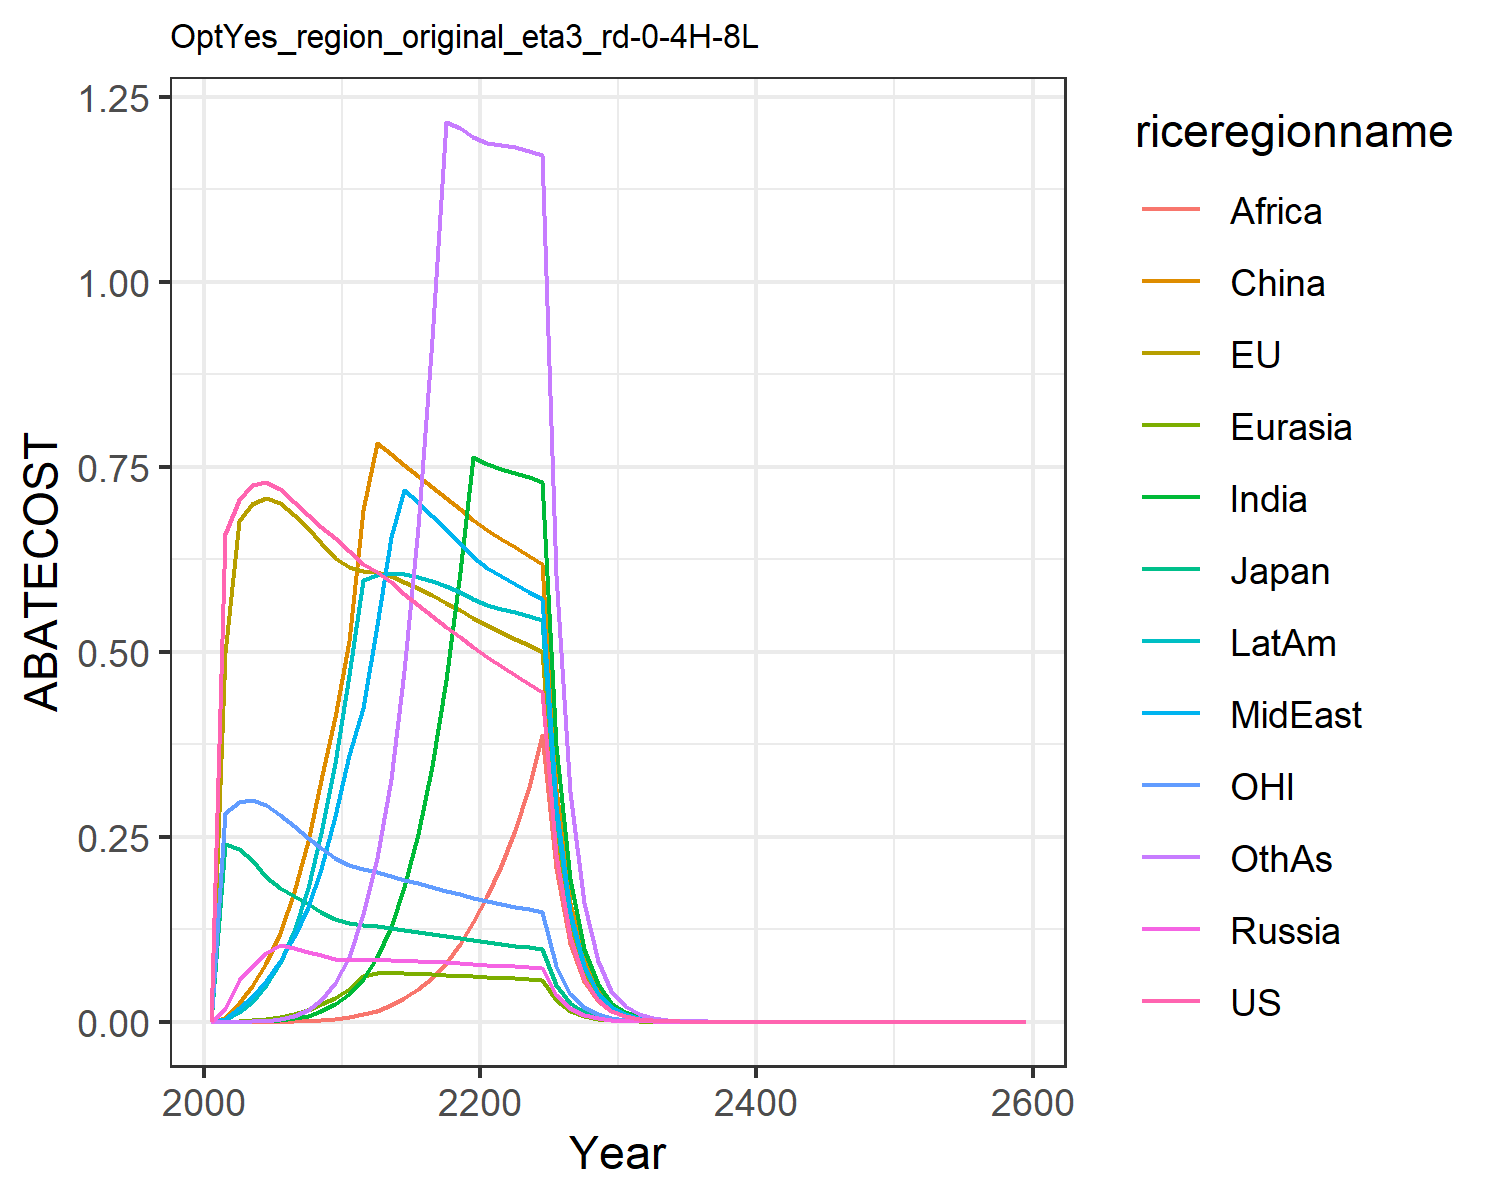 OptYes_region_original_eta3_rd-0-4H-8L
1.25
1.00
0.75
0.50
0.25
0.00
ABATECOST
2000
2200
2400
2600
Year
riceregionname
Africa
China
EU
Eurasia
India
Japan
LatAm
MidEast
OHI
OthAs
Russia
US